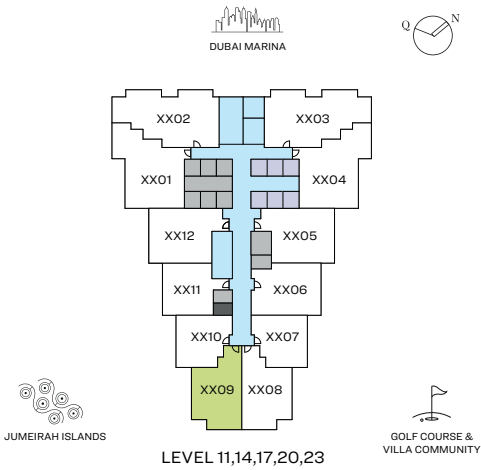 DUBAI MARINA
Q N
XX02 XX03
XX01 XX04
XX12 XX05
XX11 XX06
XX10 XX07
XX09 XX08
JUMEIRAH ISLANDS
GOLF COURSE &
VILLA COMMUNITY
LEVEL 11,14,17,20,23